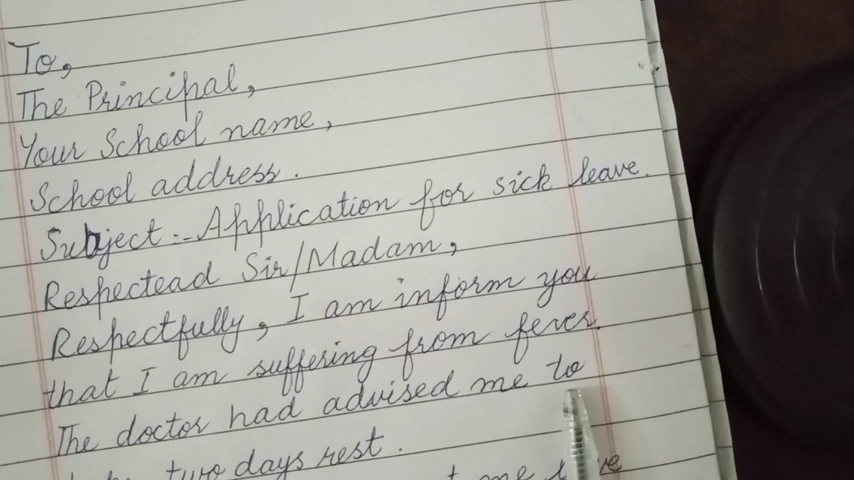 To,
The Principal,
Your School name,
School address.
Subject:- Application for sick leave.
Respectead Sir/Madam,
Respectfully, I am inform you
that I am suffering from fever.
The doctor had advised me to
two days rest.
me